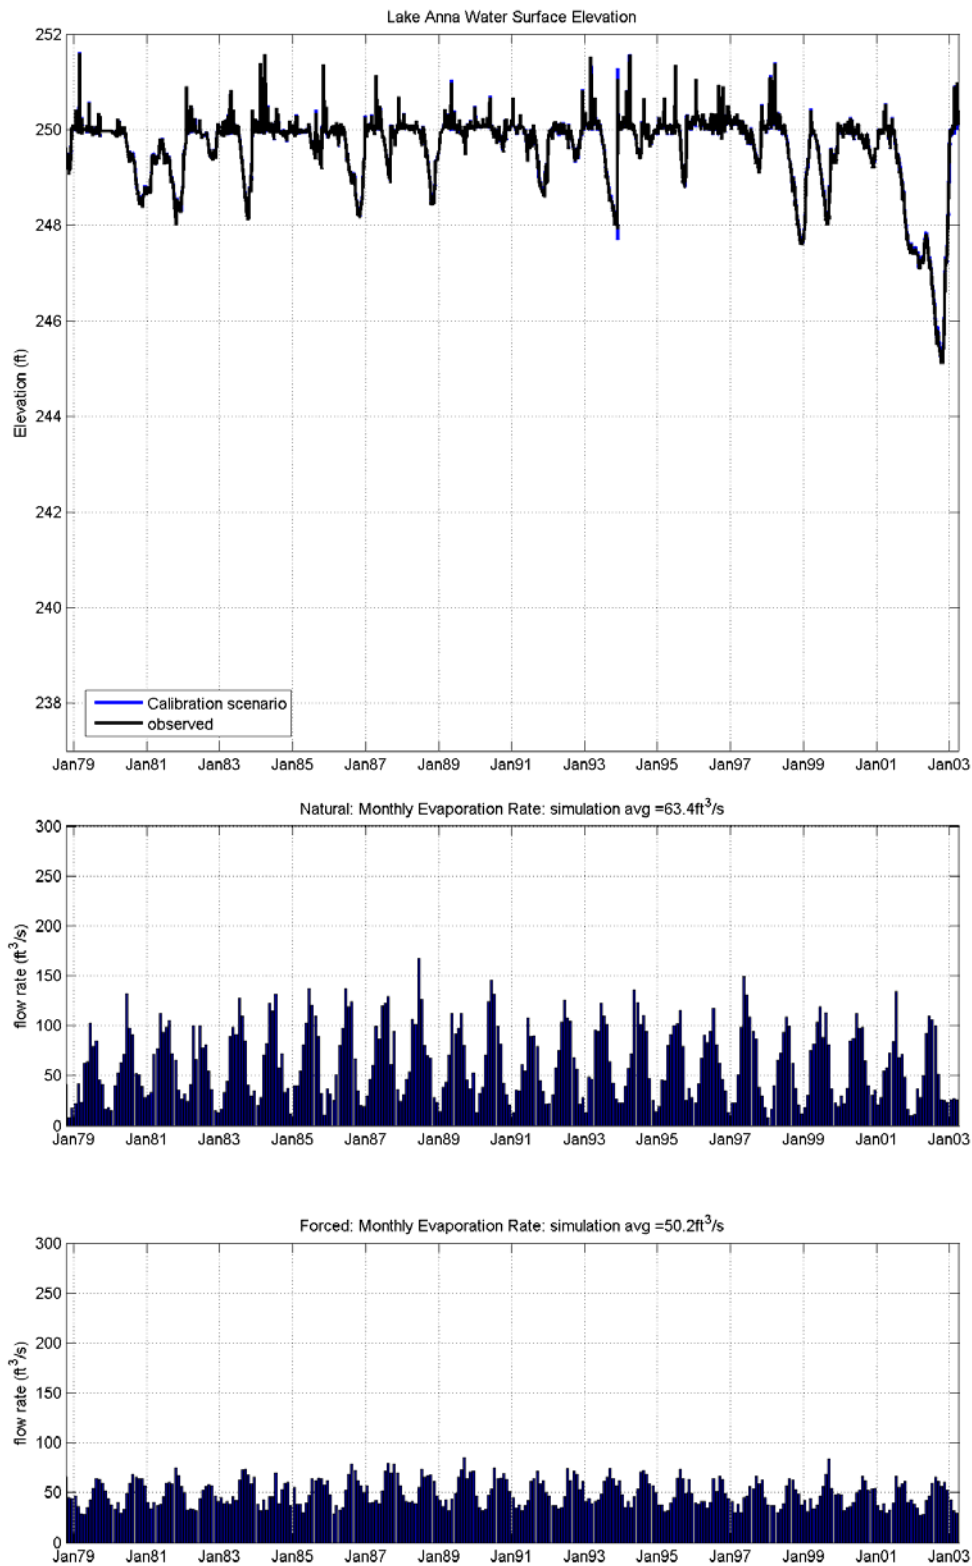 Lake Anna Water Surface Elevation
252
250
248
246
244
242
240
238
Elevation (ft)
Calibration scenario
observed
Jan79 Jan81 Jan83 Jan85 Jan87 Jan89 Jan91 Jan93 Jan95 Jan97 Jan99 Jan01 Jan03
Natural: Monthly Evaporation Rate: simulation avg =63.4ft³/s
300
250
200
150
100
50
0
flow rate (ft³/s)
Jan79 Jan81 Jan83 Jan85 Jan87 Jan89 Jan91 Jan93 Jan95 Jan97 Jan99 Jan01 Jan03
Forced: Monthly Evaporation Rate: simulation avg =50.2ft³/s
300
250
200
150
100
50
0
flow rate (ft³/s)
Jan79 Jan81 Jan83 Jan85 Jan87 Jan89 Jan91 Jan93 Jan95 Jan97 Jan99 Jan01 Jan03